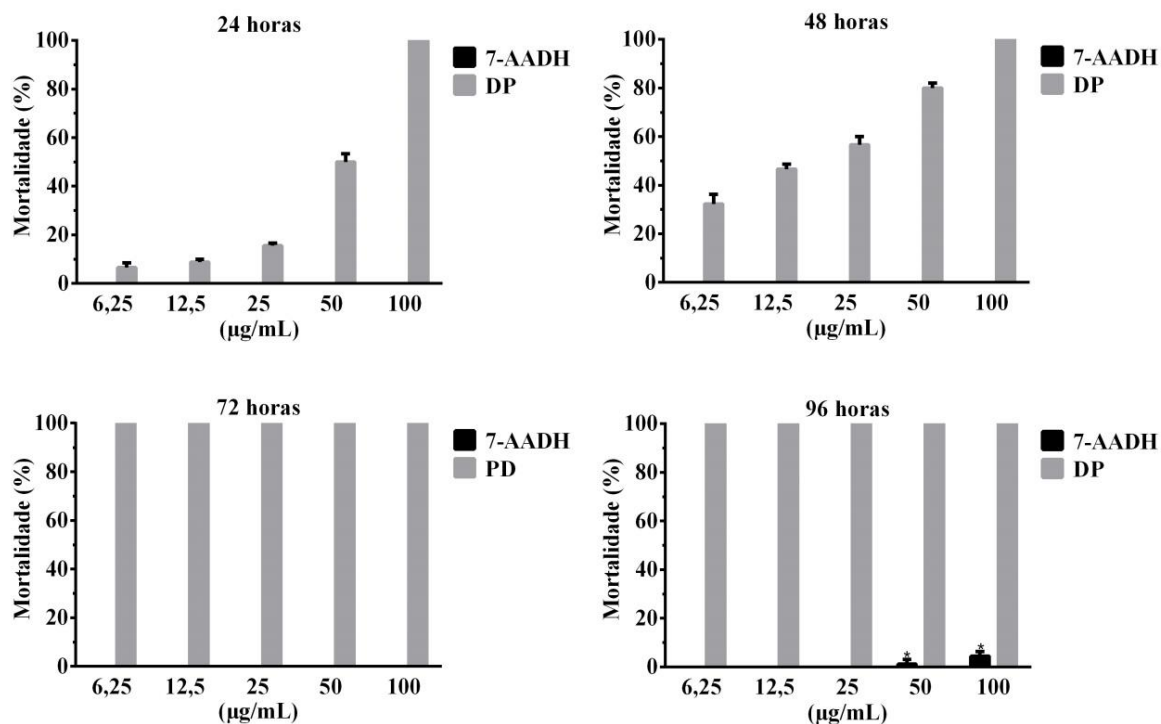 24 horas
Mortalidade (%)
100
80
60
40
20
0
6,25 12,5 25 50 100
(µg/mL)
7-AADH
DP
48 horas
Mortalidade (%)
100
80
60
40
20
0
6,25 12,5 25 50 100
(µg/mL)
7-AADH
DP
72 horas
Mortalidade (%)
100
80
60
40
20
0
6,25 12,5 25 50 100
(µg/mL)
7-AADH
PD
96 horas
Mortalidade (%)
100
80
60
40
20
0
* *
6,25 12,5 25 50 100
(µg/mL)
7-AADH
DP